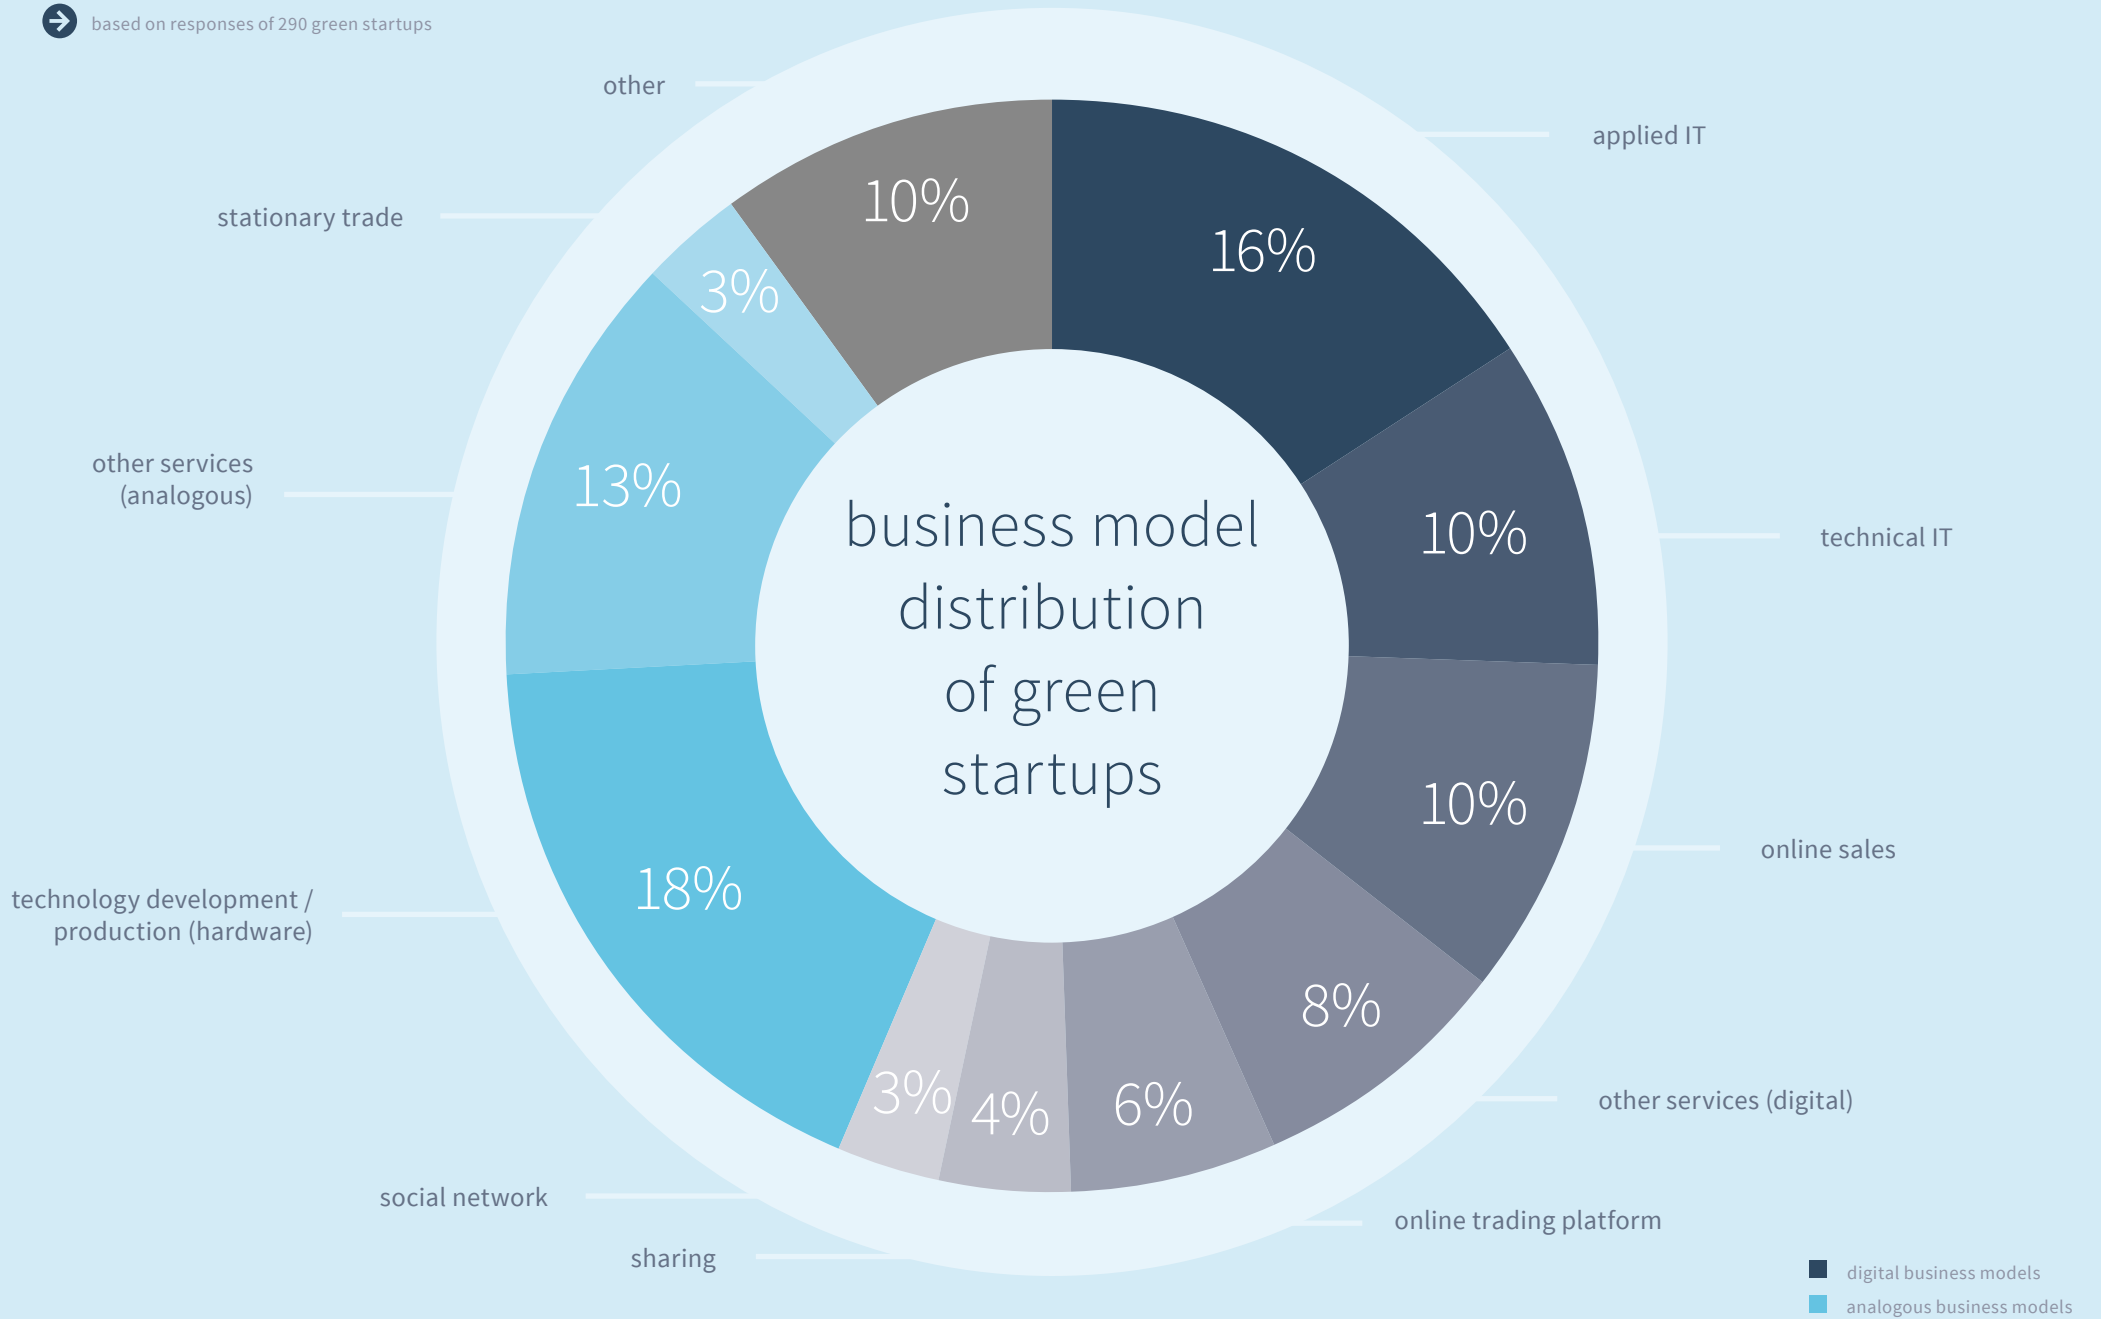 based on responses of 290 green startups
other
applied IT
stationary trade
10%
16%
3%
other services
(analogous)
13%
10%
technical IT
business model
distribution
of green
startups
10%
online sales
technology development /
production (hardware)
18%
8%
3%
4%
6%
other services (digital)
social network
online trading platform
sharing
digital business models
analogous business models